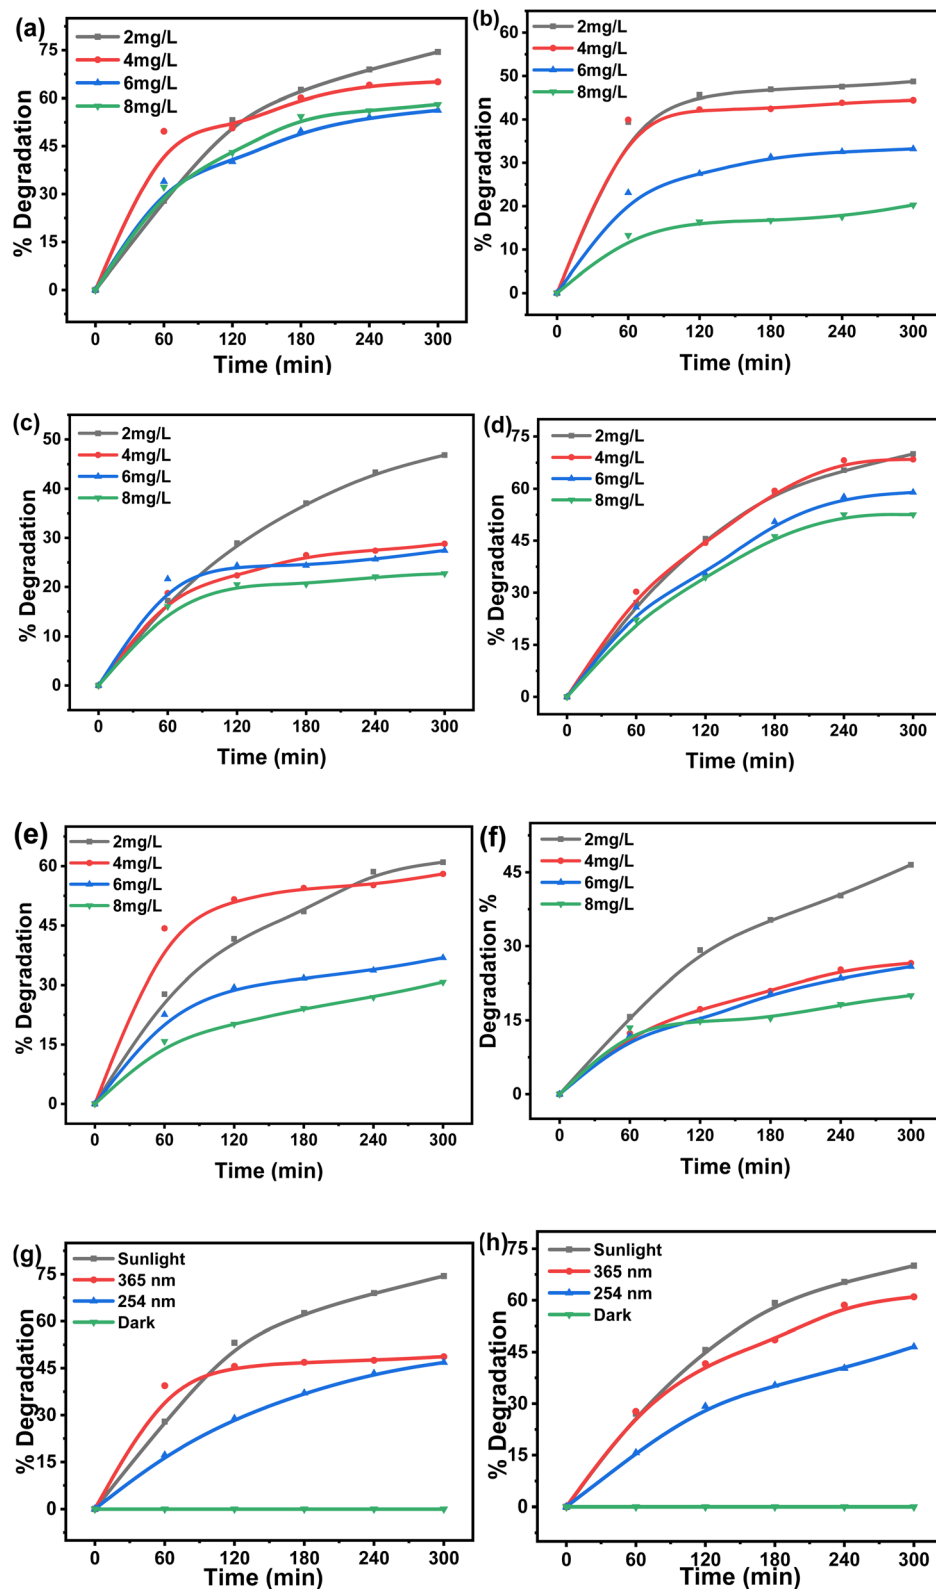 (a)
2mg/L
4mg/L
6mg/L
8mg/L
75
60
45
30
15
0
% Degradation
0 60 120 180 240 300
Time (min)
(b)
2mg/L
4mg/L
6mg/L
8mg/L
60
50
40
30
20
10
0
% Degradation
0 60 120 180 240 300
Time (min)
(c)
2mg/L
4mg/L
6mg/L
8mg/L
50
40
30
20
10
0
% Degradation
0 60 120 180 240 300
Time (min)
(d)
2mg/L
4mg/L
6mg/L
8mg/L
75
60
45
30
15
0
% Degradation
0 60 120 180 240 300
Time (min)
(e)
2mg/L
4mg/L
6mg/L
8mg/L
60
45
30
15
0
% Degradation
0 60 120 180 240 300
Time (min)
(f)
2mg/L
4mg/L
6mg/L
8mg/L
45
30
15
0
Degradation %
0 60 120 180 240 300
Time (min)
(g)
Sunlight
365 nm
254 nm
Dark
75
60
45
30
15
0
% Degradation
0 60 120 180 240 300
Time (min)
(h)
Sunlight
365 nm
254 nm
Dark
75
60
45
30
15
0
% Degradation
0 60 120 180 240 300
Time (min)